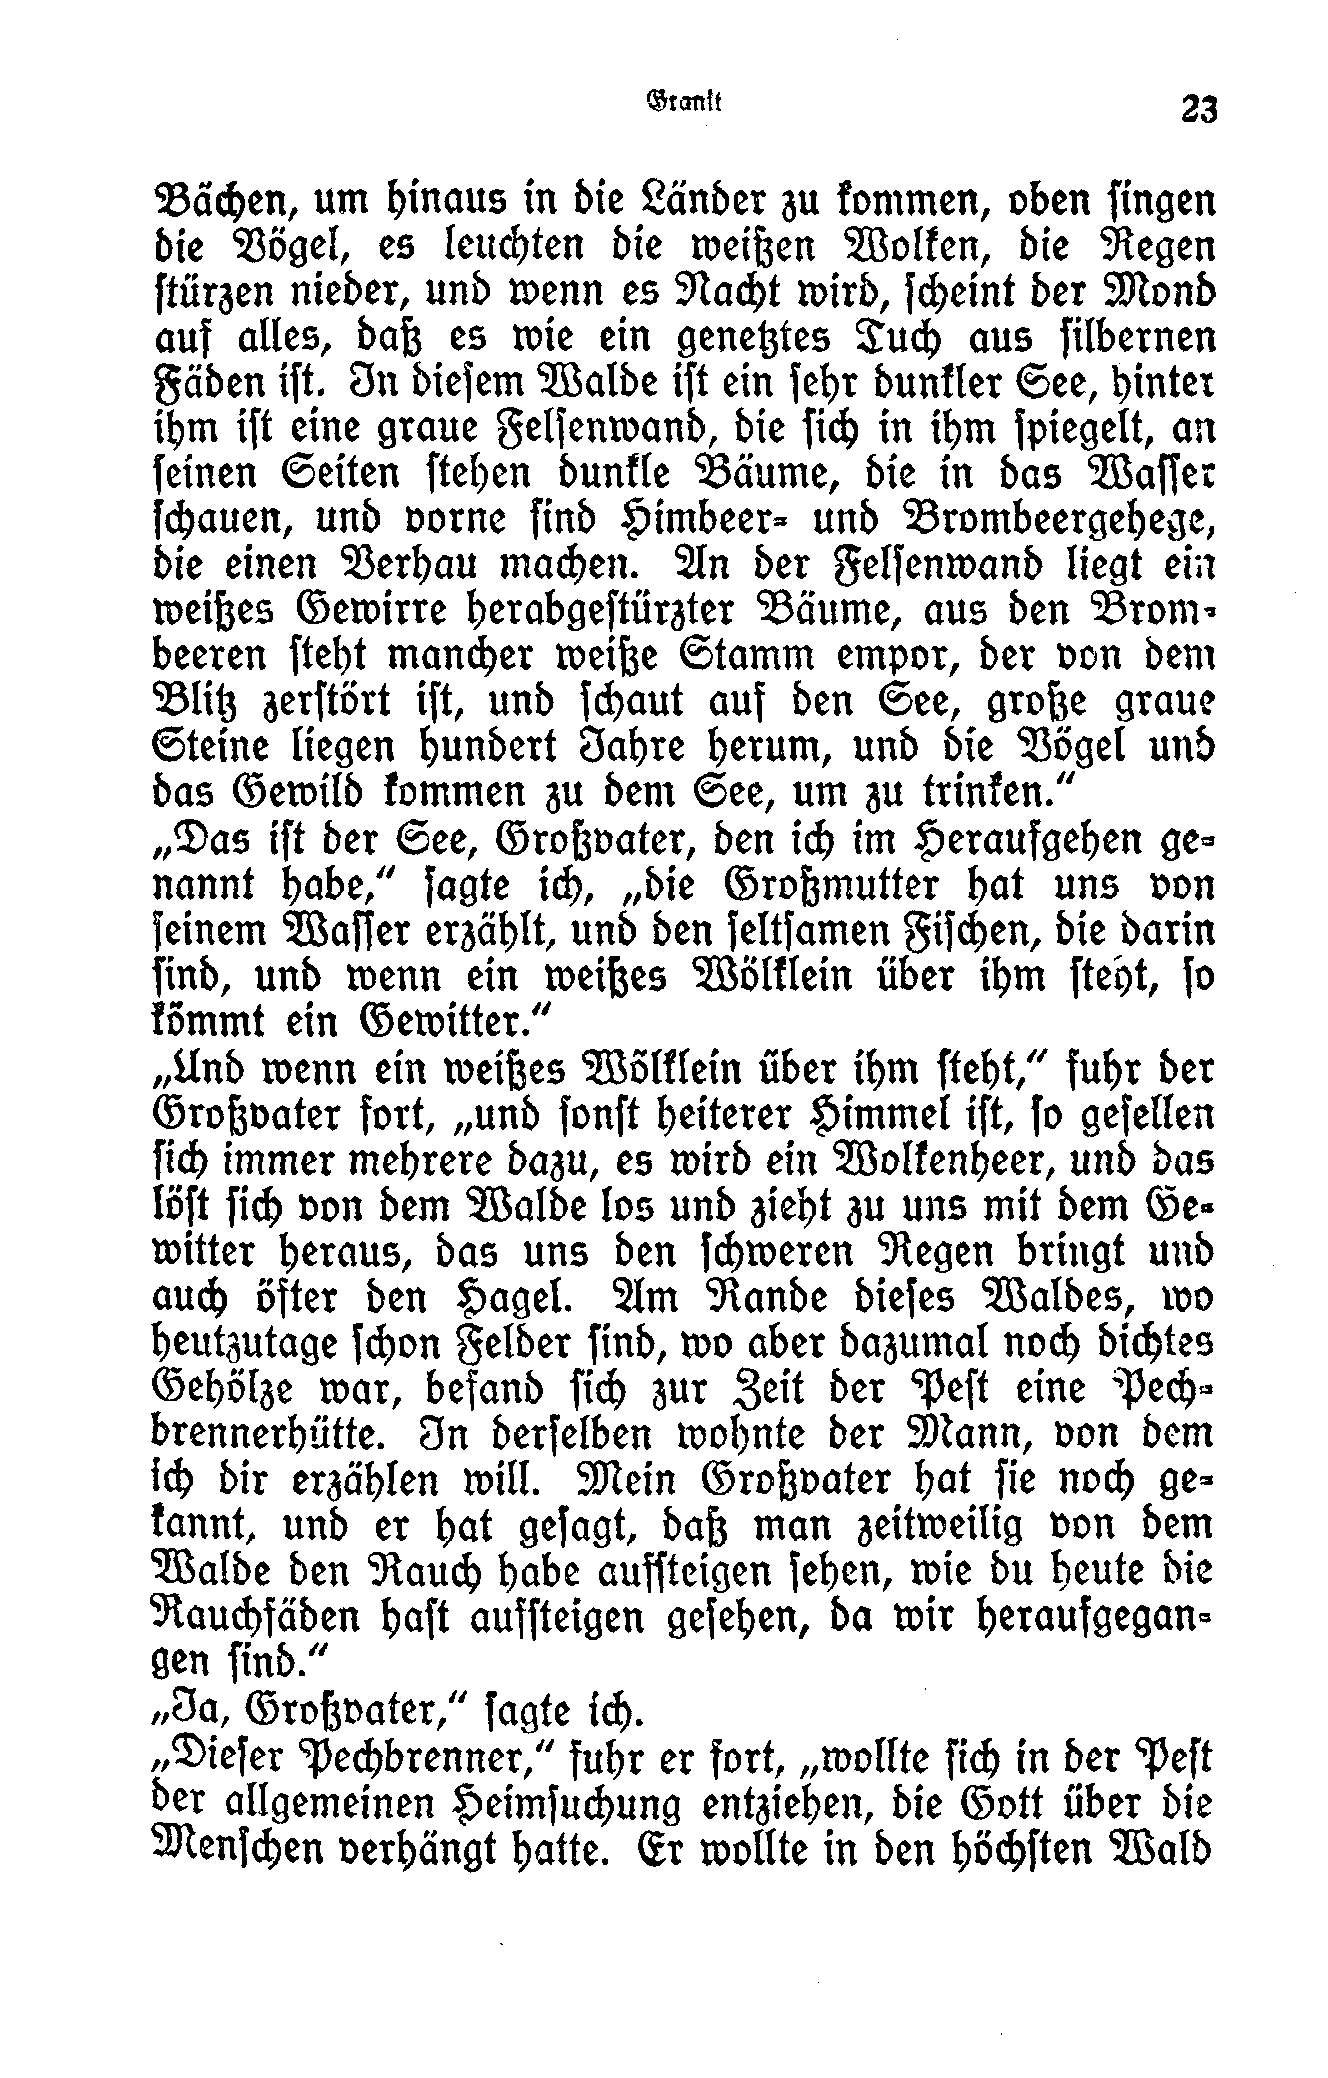 Granit
23
Bächen, um hinaus in die Länder zu kommen, oben singen
die Vögel, es leuchten die weißen Wolken, die Regen
stürzen nieder, und wenn es Nacht wird, scheint der Mond
auf alles, daß es wie ein genetztes Tuch aus silbernen
Fäden ist. In diesem Walde ist ein sehr dunkler See, hinter
ihm ist eine graue Felsenwand, die sich in ihm spiegelt, an
seinen Seiten stehen dunkle Bäume, die in das Wasser
schauen, und vorne sind Himbeer- und Brombeergehege,
die einen Verhau machen. An der Felsenwand liegt ein
weißes Gewirre herabgestürzter Bäume, aus den Brom-
beeren steht mancher weiße Stamm empor, der von dem
Blitz zerstört ist, und schaut auf den See, große graue
Steine liegen hundert Jahre herum, und die Vögel und
das Gewild kommen zu dem See, um zu trinken.“
„Das ist der See, Großvater, den ich im Heraufgehen ge-
nannt habe,“ sagte ich, „die Großmutter hat uns von
seinem Wasser erzählt, und den seltsamen Fischen, die darin
sind, und wenn ein weißes Wölklein über ihm steht, so
kömmt ein Gewitter.“
„Und wenn ein weißes Wölklein über ihm steht,“ fuhr der
Großvater fort, „und sonst heiterer Himmel ist, so gesellen
sich immer mehrere dazu, es wird ein Wolkenheer, und das
löst sich von dem Walde los und zieht zu uns mit dem Ge-
witter heraus, das uns den schweren Regen bringt und
auch öfter den Hagel. Am Rande dieses Waldes, wo
heutzutage schon Felder sind, wo aber dazumal noch dichtes
Gehölze war, befand sich zur Zeit der Pest eine Pech-
brennerhütte. In derselben wohnte der Mann, von dem
ich dir erzählen will. Mein Großvater hat sie noch ge-
kannt, und er hat gesagt, daß man zeitweilig von dem
Walde den Rauch habe aufsteigen sehen, wie du heute die
Rauchfäden hast aufsteigen gesehen, da wir heraufgegan-
gen sind.“
„Ja, Großvater,“ sagte ich.
„Dieser Pechbrenner,“ fuhr er fort, „wollte sich in der Pest
der allgemeinen Heimsuchung entziehen, die Gott über die
Menschen verhängt hatte. Er wollte in den höchsten Wald